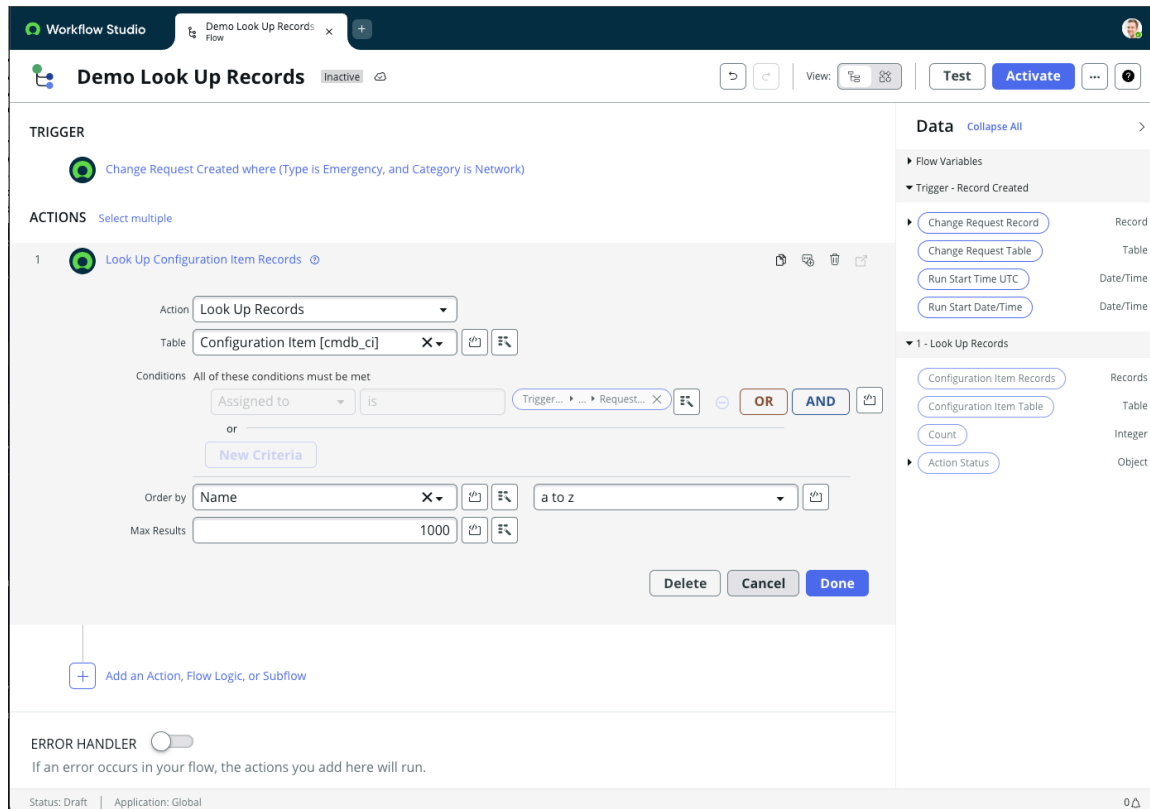 Workflow Studio
Demo Look Up Records
Flow
Demo Look Up Records
Inactive
View:
Test
Activate
TRIGGER
Change Request Created where (Type is Emergency, and Category is Network)
ACTIONS
Select multiple
1
Look Up Configuration Item Records
Action
Look Up Records
Table
Configuration Item [cmdb_ci]
Conditions
All of these conditions must be met
Assigned to
is
Trigger... ... Request...
OR
AND
or
New Criteria
Order by
Name
a to z
Max Results
1000
Delete
Cancel
Done
Add an Action, Flow Logic, or Subflow
ERROR HANDLER
If an error occurs in your flow, the actions you add here will run.
Data
Collapse All
Flow Variables
Trigger - Record Created
Change Request Record
Record
Change Request Table
Table
Run Start Time UTC
Date/Time
Run Start Date/Time
Date/Time
1 - Look Up Records
Configuration Item Records
Records
Configuration Item Table
Table
Count
Integer
Action Status
Object
Status: Draft | Application: Global
0